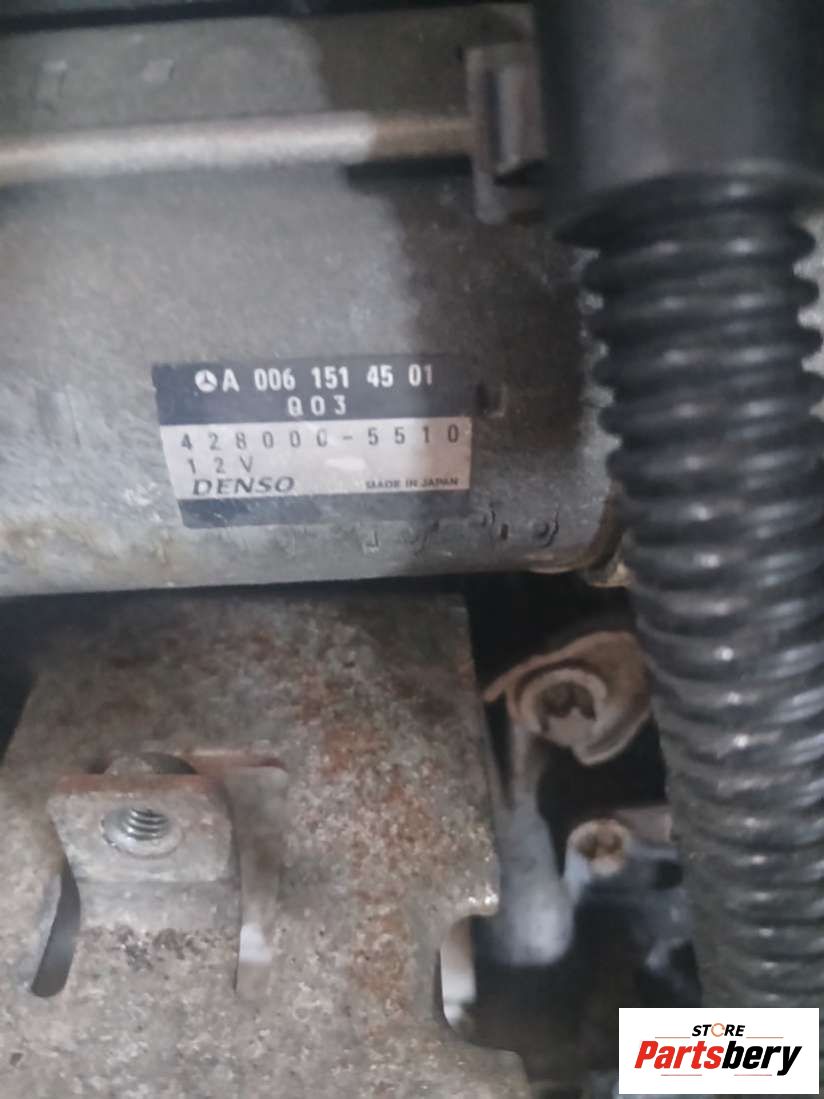 A 006 151 45 01
Q03
428000-5510
12V
DENSO MADE IN JAPAN
STORE
Partsbery